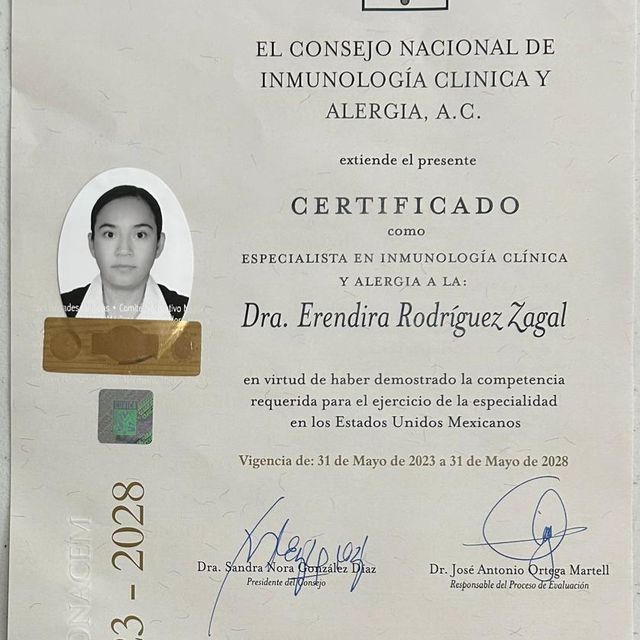 EL CONSEJO NACIONAL DE
INMUNOLOGÍA CLINICA Y
ALERGIA, A.C.
extiende el presente
CERTIFICADO
como
ESPECIALISTA EN INMUNOLOGÍA CLÍNICA
Y ALERGIA A LA:
Dra. Erendira Rodríguez Zagal
en virtud de haber demostrado la competencia
requerida para el ejercicio de la especialidad
en los Estados Unidos Mexicanos
Vigencia de: 31 de Mayo de 2023 a 31 de Mayo de 2028
Dra. Sandra Nora González Díaz
Presidente del Consejo
Dr. José Antonio Ortega Martell
Responsable del Proceso de Evaluación
ONACEM
23 - 2028